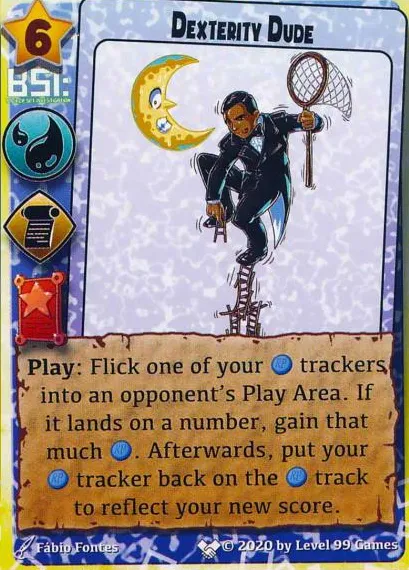 6
DEXTERITY DUDE
BSI:
Play: Flick one of your trackers
into an opponent's Play Area. If
it lands on a number, gain that
much . Afterwards, put your
tracker back on the track
to reflect your new score.
Fábio Fontes
© 2020 by Level 99 Games